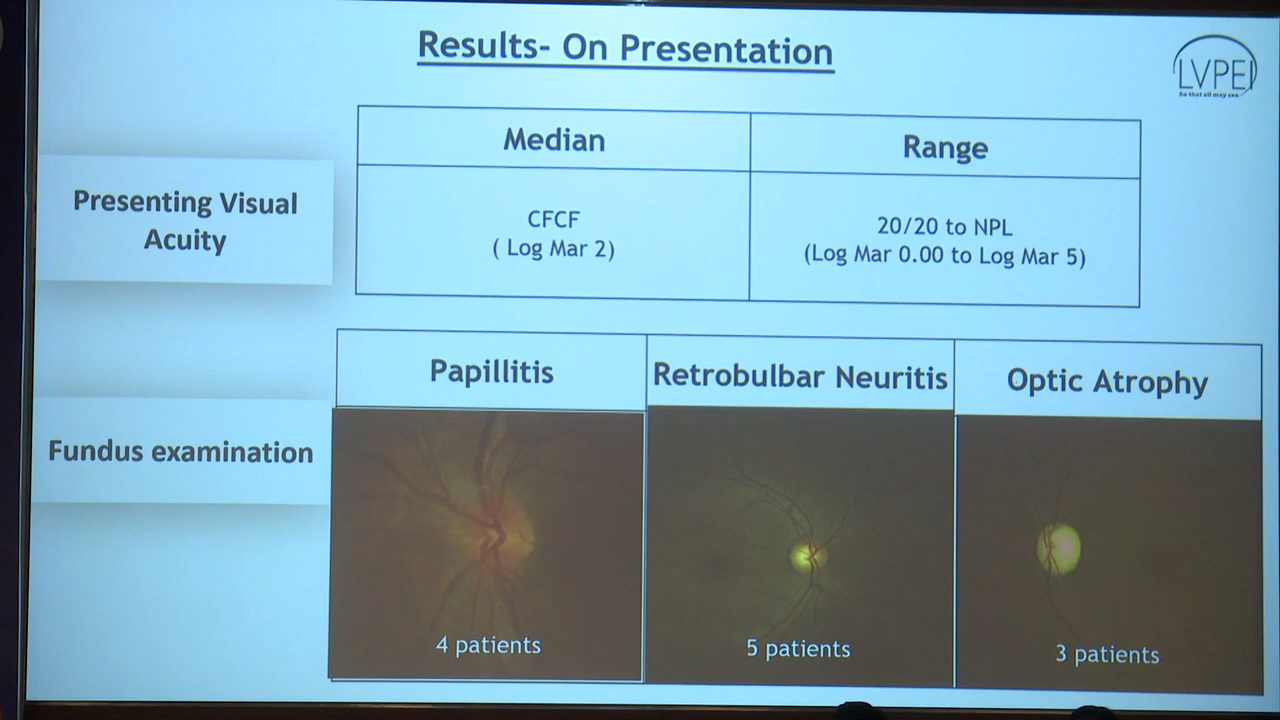 Results- On Presentation
LVPEI
So that all may see
Median
Range
Presenting Visual
Acuity
CFCF
( Log Mar 2)
20/20 to NPL
(Log Mar 0.00 to Log Mar 5)
Papillitis
Retrobulbar Neuritis
Optic Atrophy
Fundus examination
4 patients
5 patients
3 patients